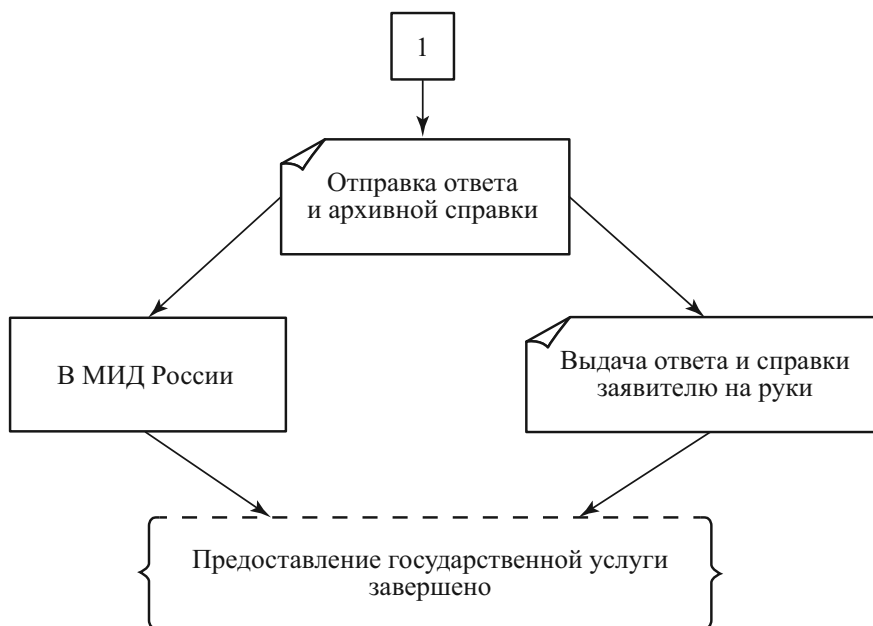 1
Отправка ответа
и архивной справки
В МИД России
Выдача ответа и справки
заявителю на руки
Предоставление государственной услуги
завершено